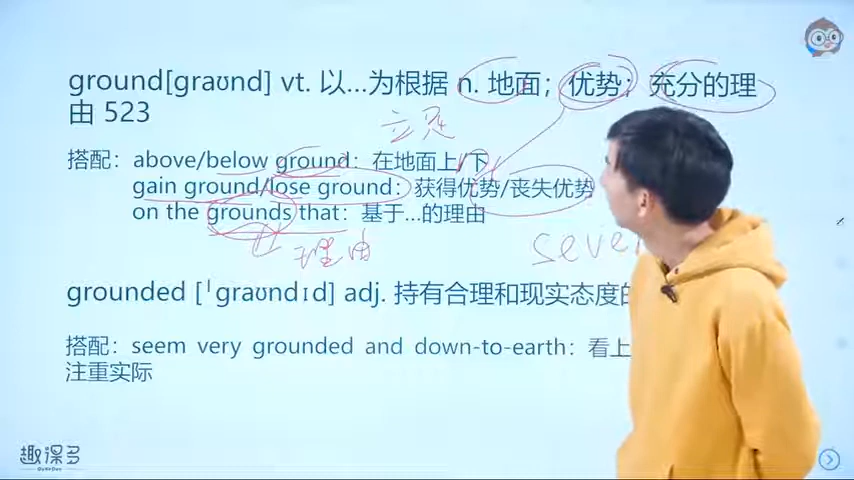 ground[graʊnd] vt. 以…为根据 n. 地面；优势；充分的理
由 523
立足
搭配：above/below ground：在地面上/下
gain ground/lose ground：获得优势/丧失优势
on the grounds that：基于…的理由
理由
seve
grounded [ˈgraʊndɪd] adj. 持有合理和现实态度的
搭配：seem very grounded and down-to-earth：看上
注重实际
趣课多